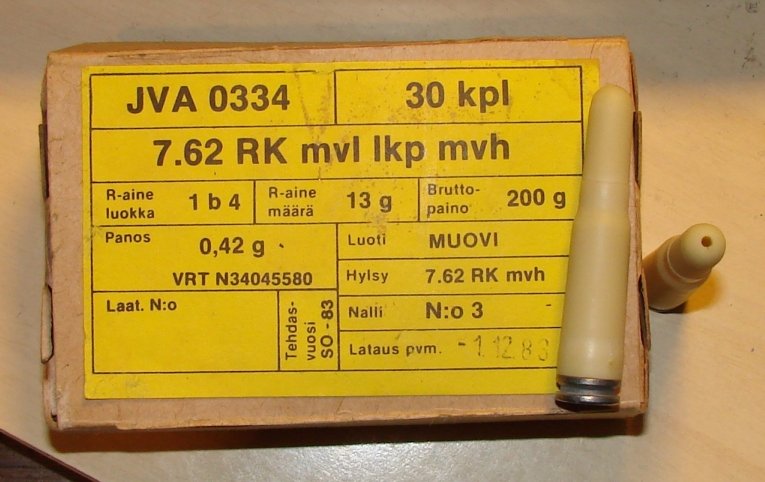 JVA 0334 30 kpl
7.62 RK mvl lkp mvh
R-aine luokka 1 b 4 R-aine määrä 13 g Brutto-paino 200 g
Panos 0,42 g
VRT N34045580
Luoti MUOVI
Hylsy 7.62 RK mvh
Laat. N:o
Tehdas-
vuosi
SO -83
Nalli N:o 3
Lataus pvm. -1.12.83